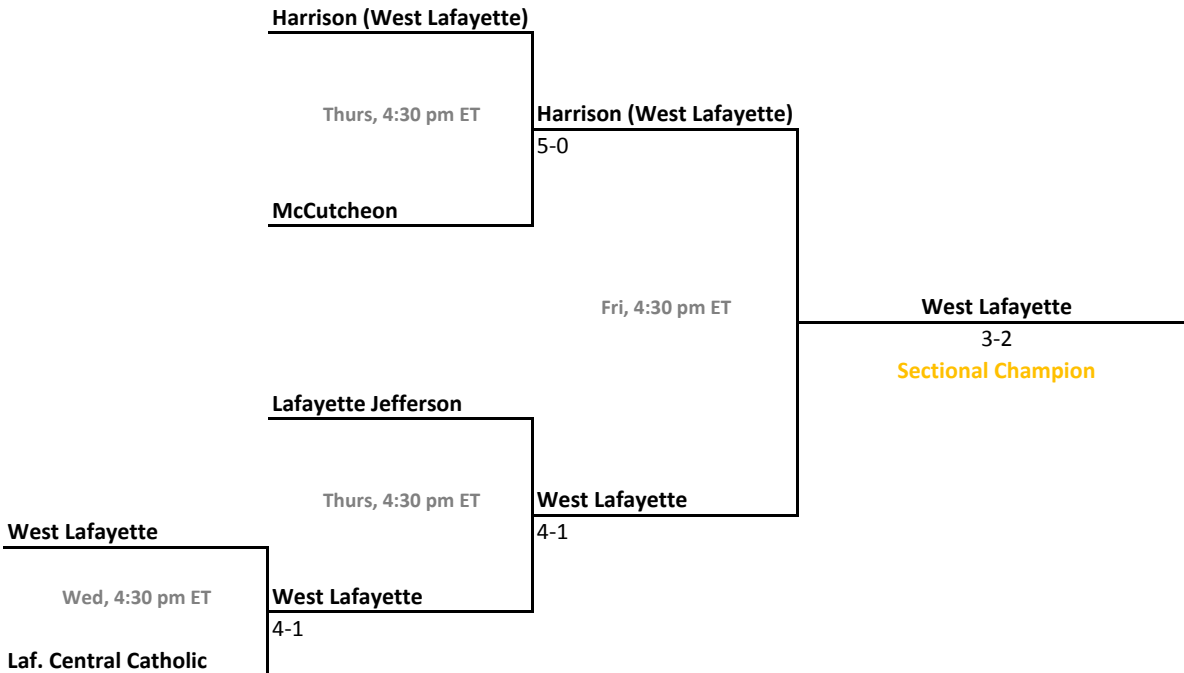 Harrison (West Lafayette)
Thurs, 4:30 pm ET
Harrison (West Lafayette)
5-0
McCutcheon
Fri, 4:30 pm ET
West Lafayette
3-2
Sectional Champion
Lafayette Jefferson
Thurs, 4:30 pm ET
West Lafayette
4-1
West Lafayette
Wed, 4:30 pm ET
West Lafayette
4-1
Laf. Central Catholic